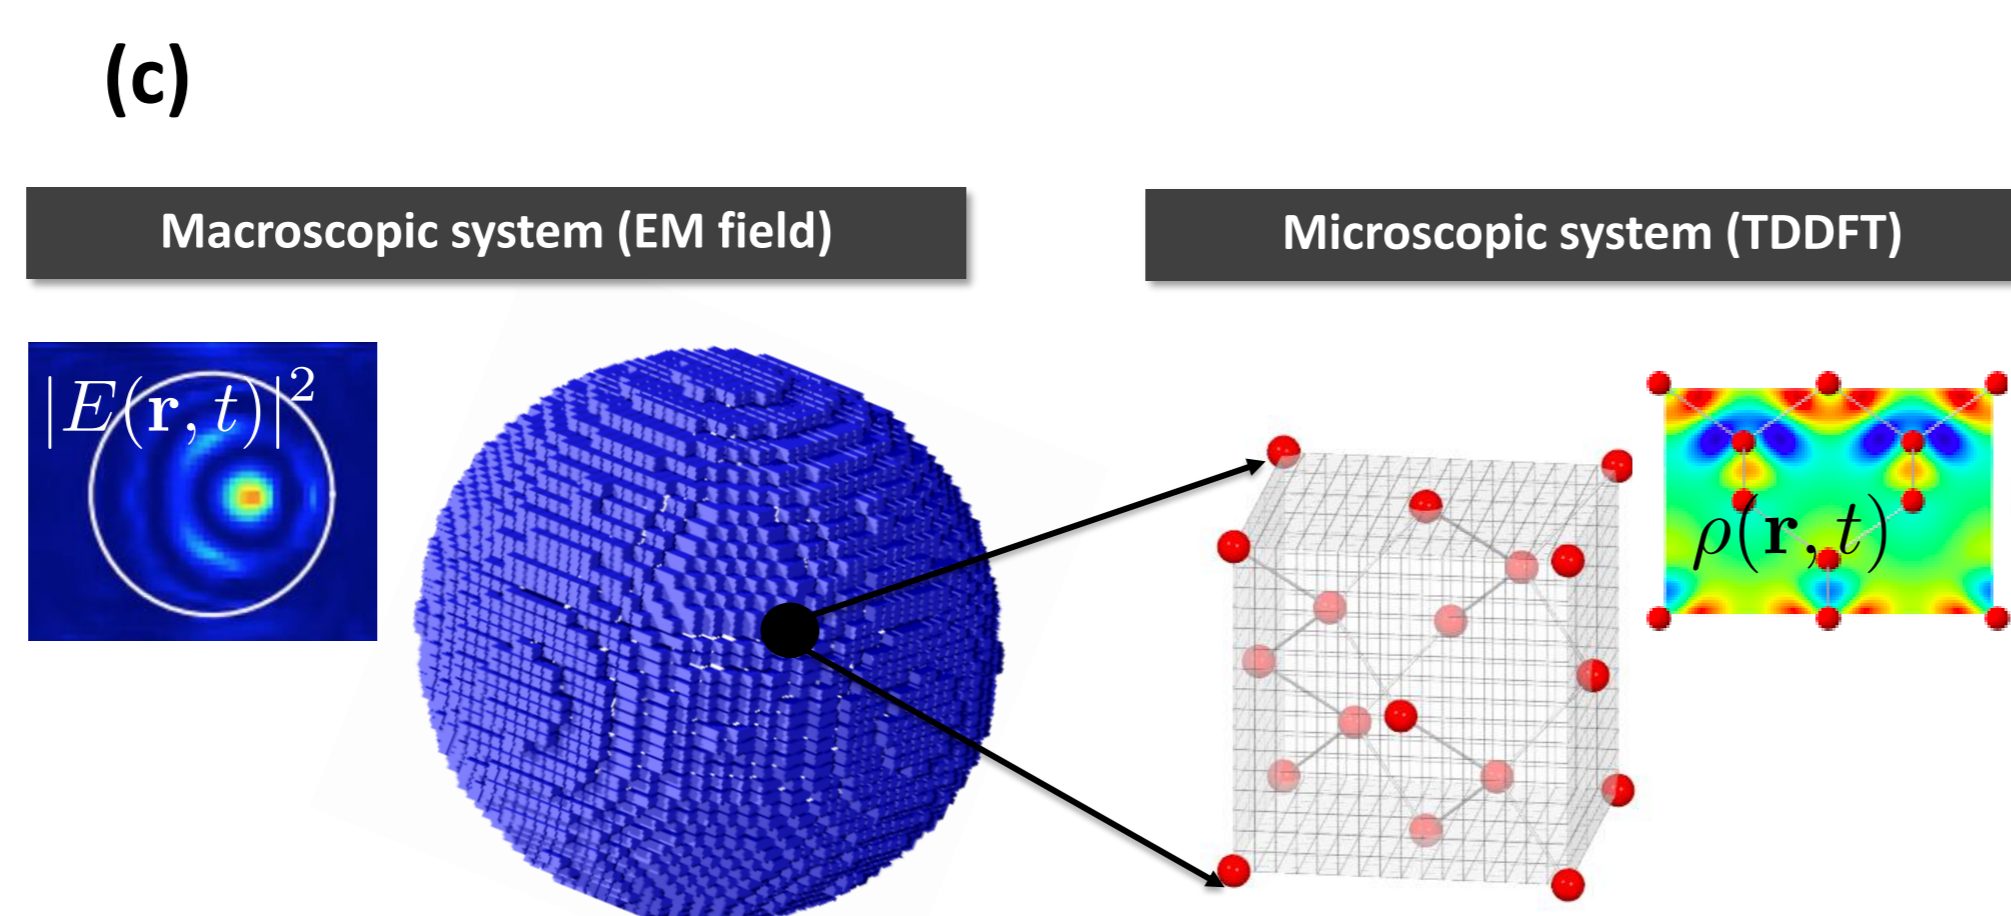 (c)
Macroscopic system (EM field)
Microscopic system (TDDFT)
|E(r, t)|²
ρ(r, t)